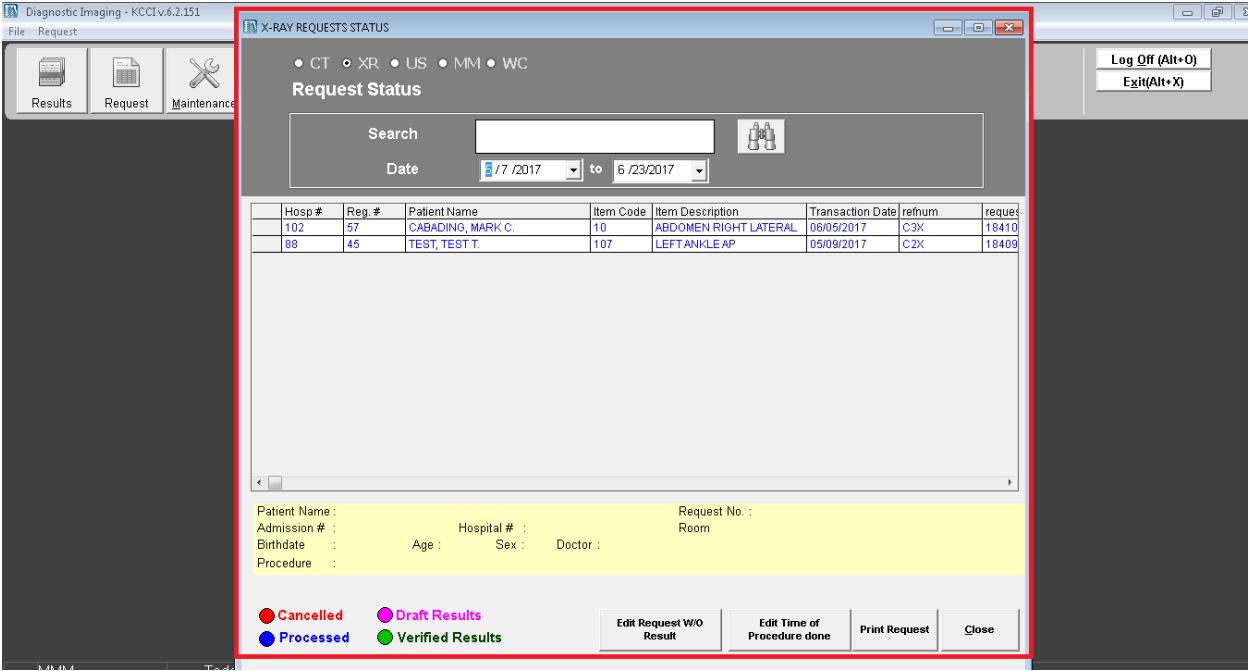 Diagnostic Imaging - KCCI v.6.2.151
File Request
Results
Request
Maintenance
Log Off (Alt+O)
Exit(Alt+X)
X-RAY REQUESTS STATUS
CT XR US MM WC
Request Status
Search
Date 5/7 /2017 to 6 /23/2017
Hosp # Reg. # Patient Name Item Code Item Description Transaction Date refnum reques
102 57 CABADING, MARK C. 10 ABDOMEN RIGHT LATERAL 06/05/2017 C3X 18410
88 45 TEST, TEST T. 107 LEFT ANKLE AP 05/09/2017 C2X 18409
Patient Name : Request No. :
Admission # : Hospital # : Room
Birthdate : Age : Sex : Doctor :
Procedure :
Cancelled Draft Results
Processed Verified Results
Edit Request W/O Result
Edit Time of Procedure done
Print Request
Close